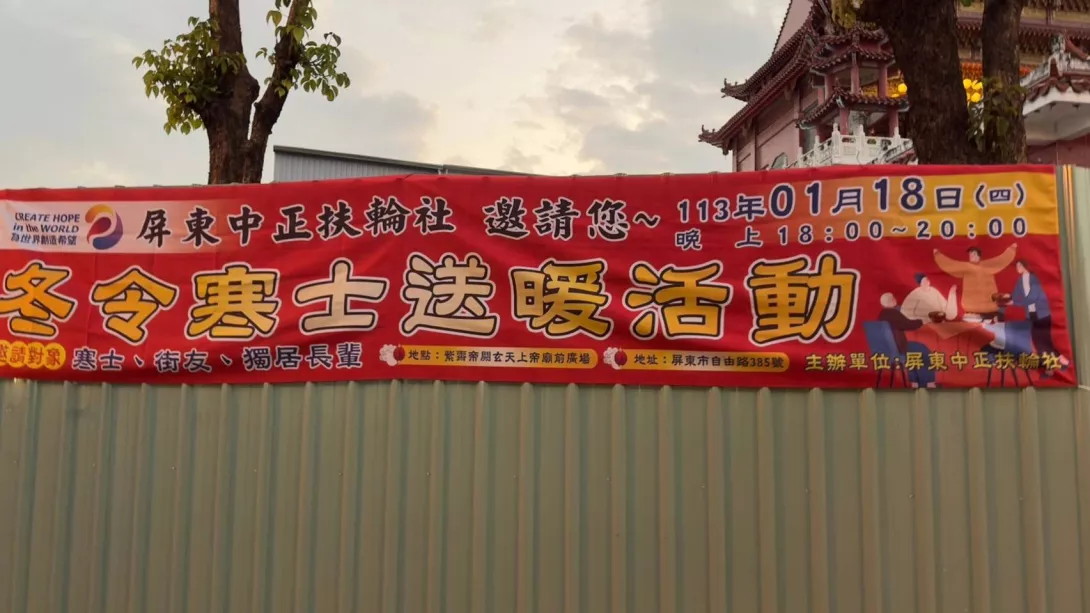 CREATE HOPE
in the WORLD
為世界創造希望
屏東中正扶輪社 邀請您~
113年01月18日(四)
晚 上 18:00~20:00
冬令寒士送暖活動
邀請對象 寒士、街友、獨居長輩
地點：紫雲帝闕玄天上帝廟前廣場
地址：屏東市自由路385號
主辦單位：屏東中正扶輪社